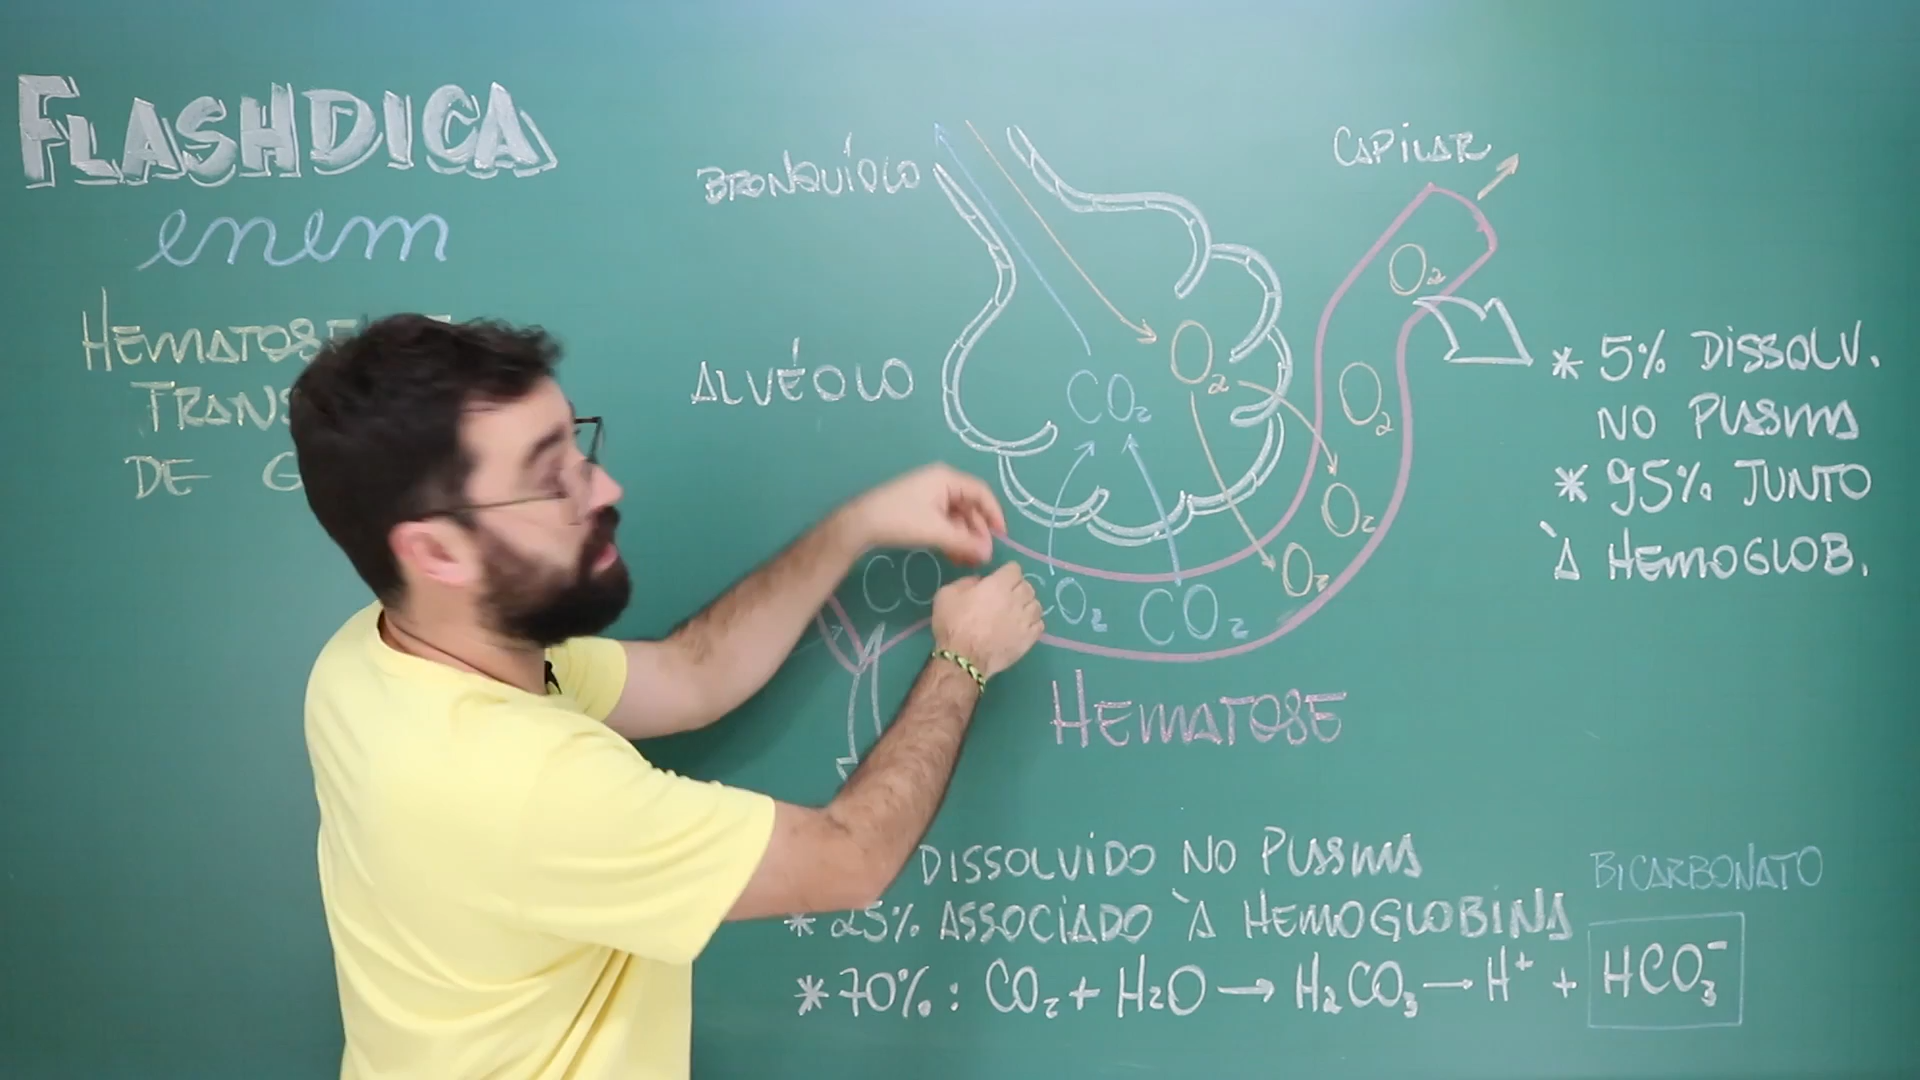 FLASHDICA
enem
HEMATOSE
TRANS
DE G
BRONQUÍOLO
ALVÉOLO
CAPILAR
O₂
CO₂
O₂
O₂
O₂
O₂
CO
CO₂
CO₂
* 5% DISSOLV.
NO PLASMA
* 95% JUNTO
À HEMOGLOB.
HEMATOSE
DISSOLVIDO NO PLASMA
* 25% ASSOCIADO À HEMOGLOBINA
* 70% : CO₂ + H₂O → H₂CO₃ → H⁺ + HCO₃⁻
BICARBONATO